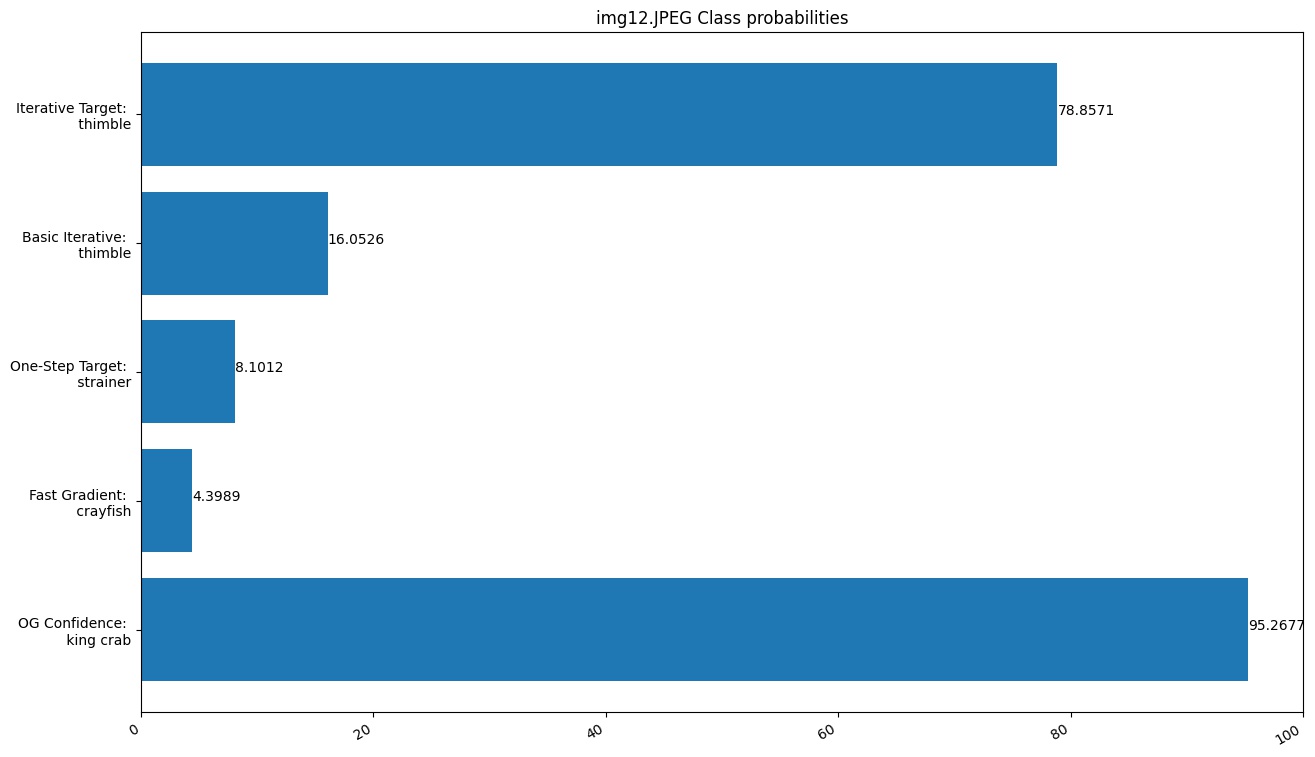 img12.JPEG Class probabilities
Iterative Target:
thimble
78.8571
Basic Iterative:
thimble
16.0526
One-Step Target:
strainer
8.1012
Fast Gradient:
crayfish
4.3989
OG Confidence:
king crab
95.2677
0 20 40 60 80 100